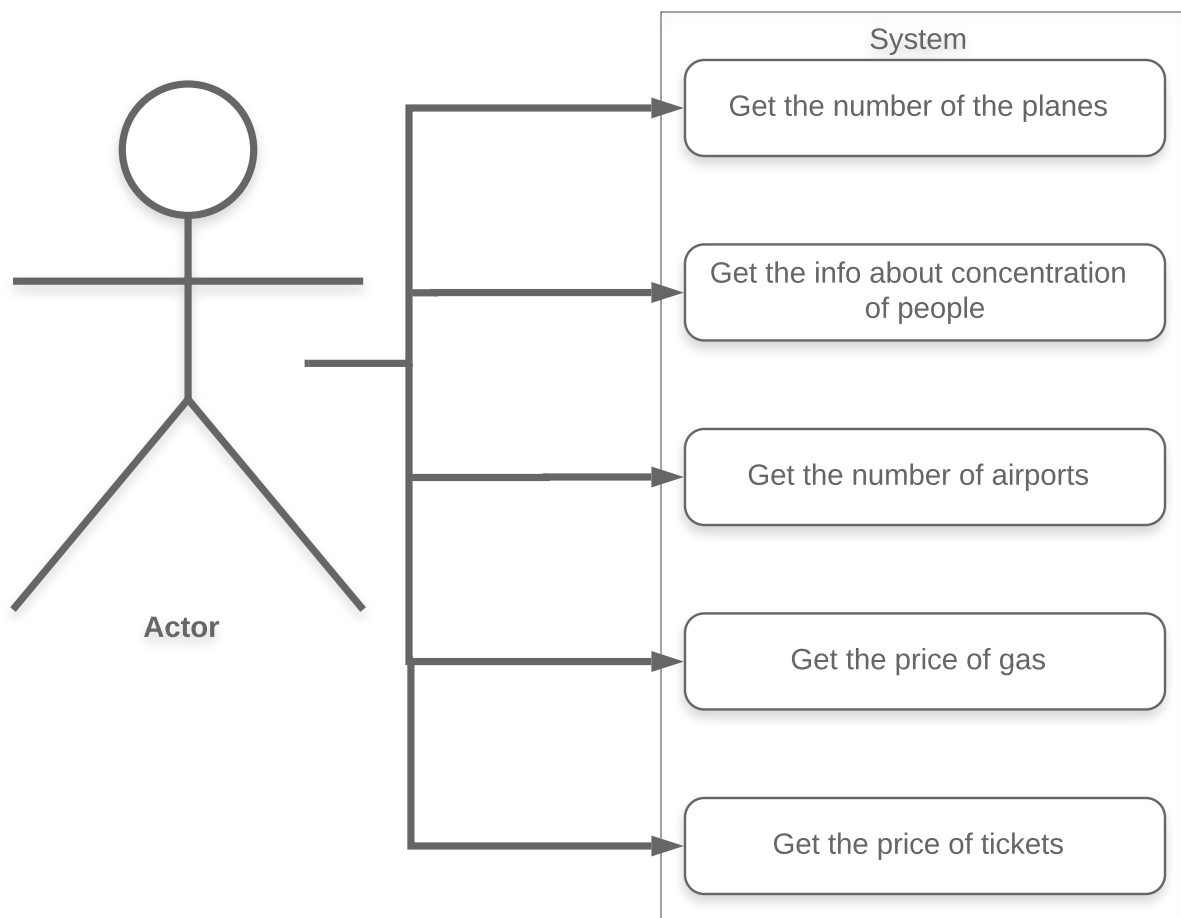 System
Get the number of the planes
Get the info about concentration
of people
Get the number of airports
Get the price of gas
Actor
Get the price of tickets